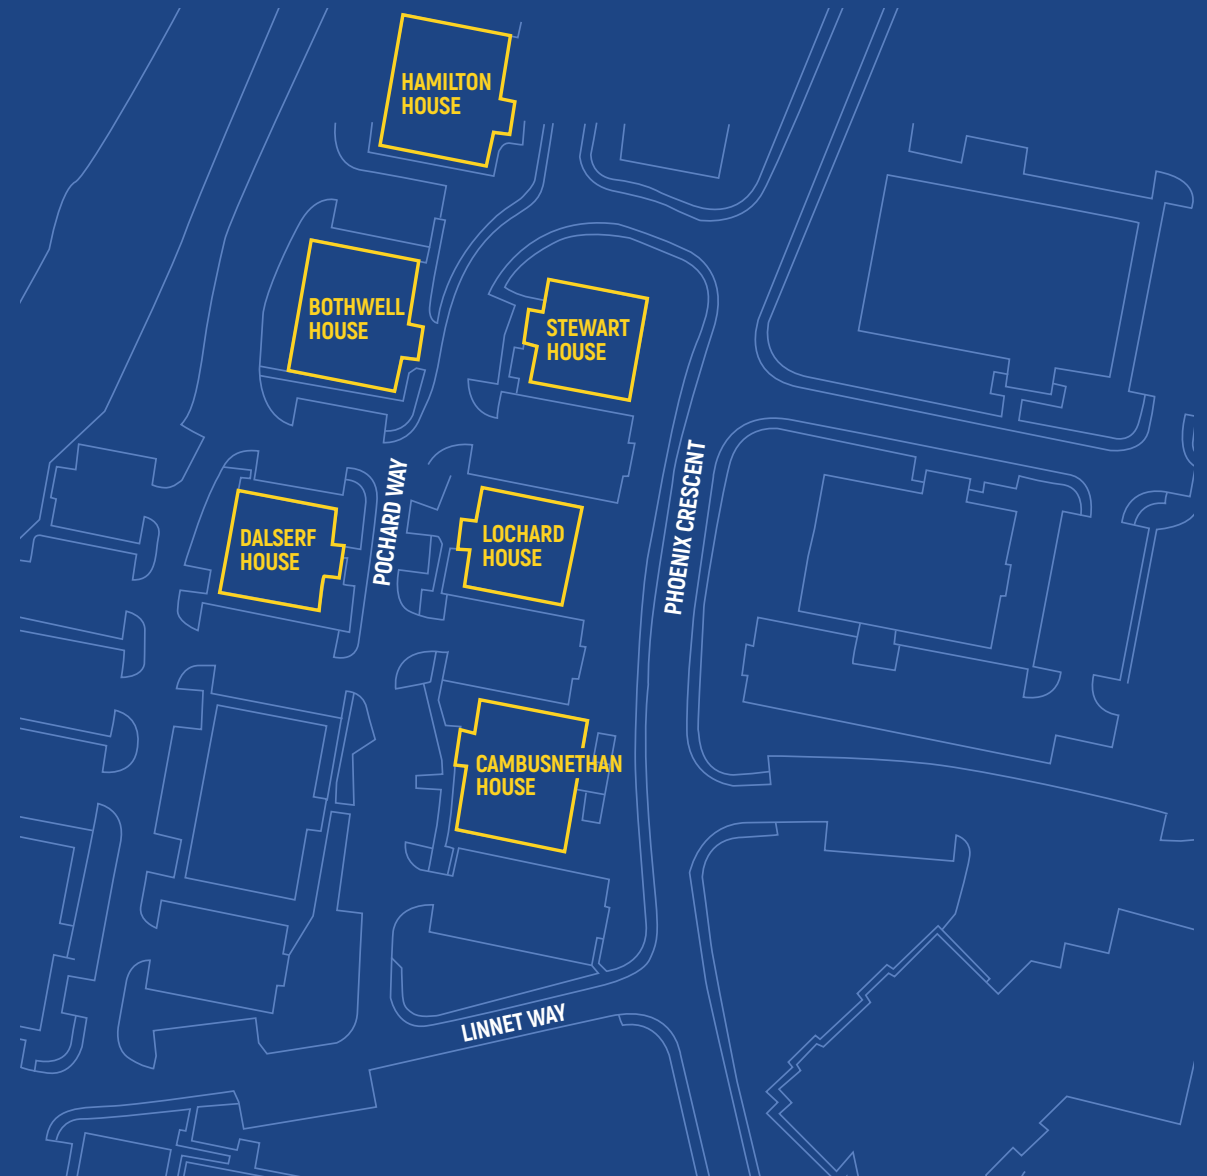 HAMILTON
HOUSE
BOTHWELL
HOUSE
STEWART
HOUSE
POCHARD WAY
PHOENIX CRESCENT
DALSERF
HOUSE
LOCHARD
HOUSE
CAMBUSNETHAN
HOUSE
LINNET WAY